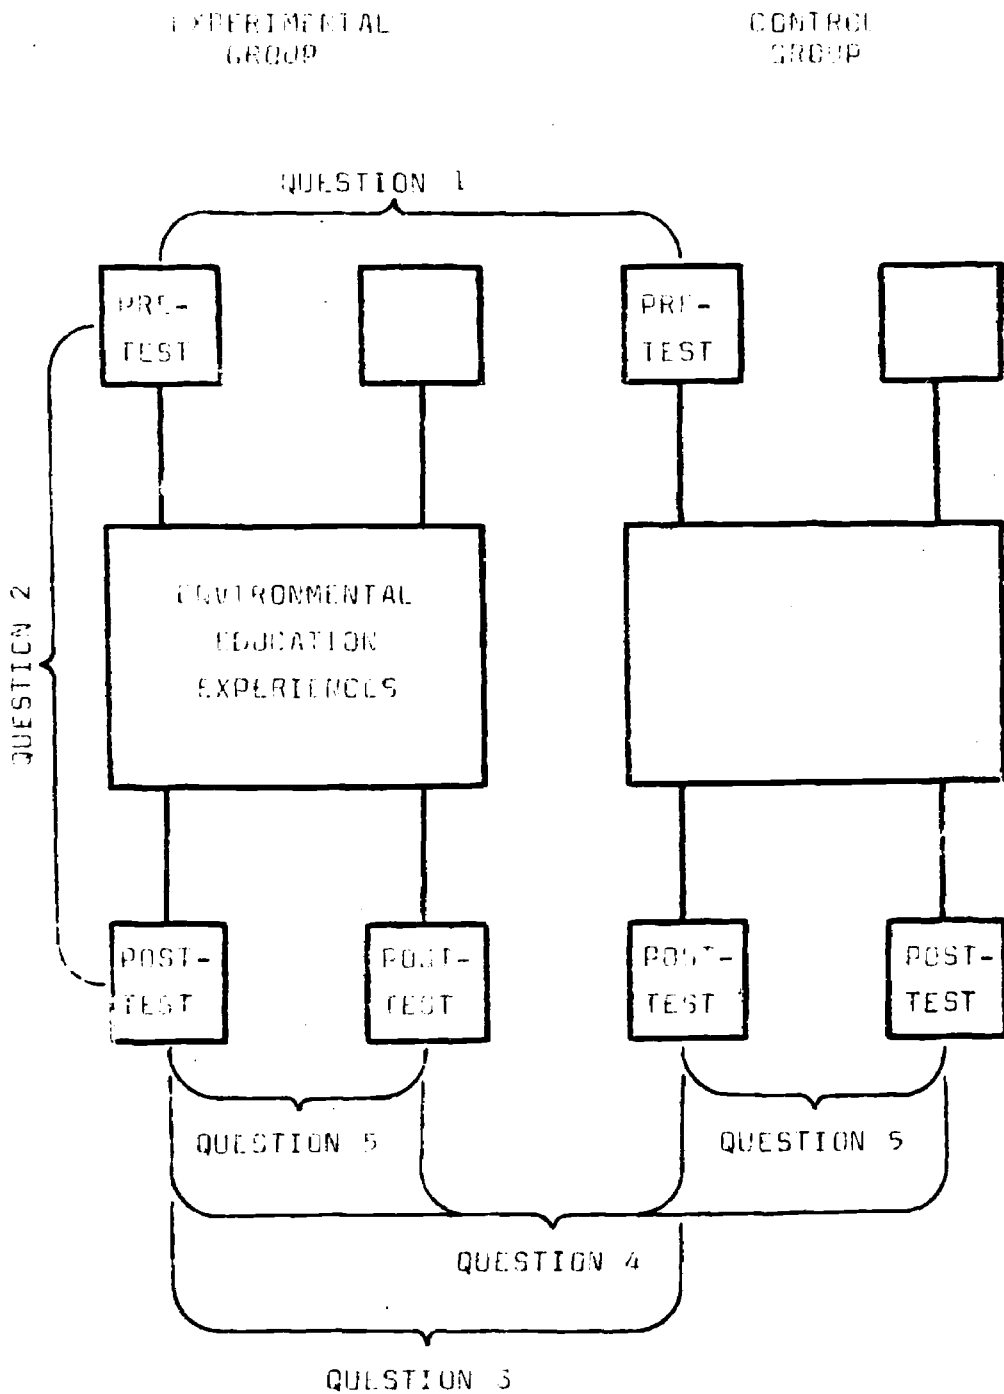 EXPERIMENTAL
GROUP
CONTROL
GROUP
QUESTION 1
PRE-
TEST
PRE-
TEST
QUESTION 2
ENVIRONMENTAL
EDUCATION
EXPERIENCES
POST-
TEST
POST-
TEST
POST-
TEST
POST-
TEST
QUESTION 5
QUESTION 5
QUESTION 4
QUESTION 3